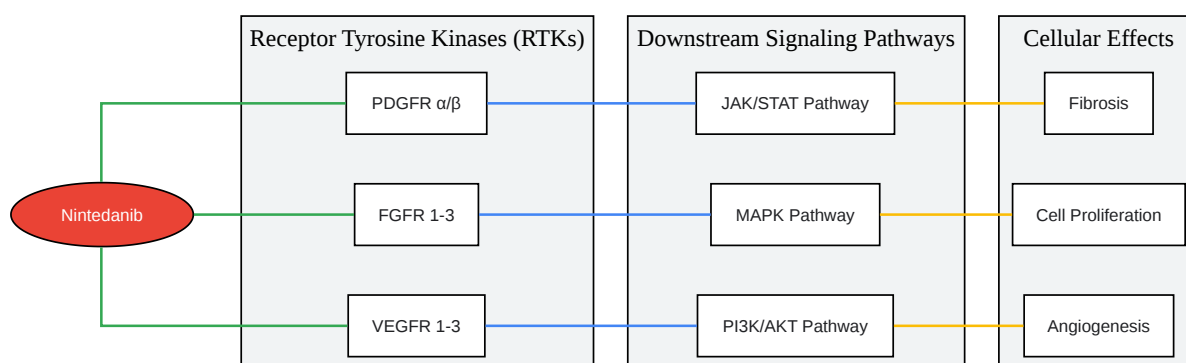 Receptor Tyrosine Kinases (RTKs)
Downstream Signaling Pathways
Cellular Effects
PDGFR α/β
JAK/STAT Pathway
Fibrosis
Nintedanib
FGFR 1-3
MAPK Pathway
Cell Proliferation
VEGFR 1-3
PI3K/AKT Pathway
Angiogenesis